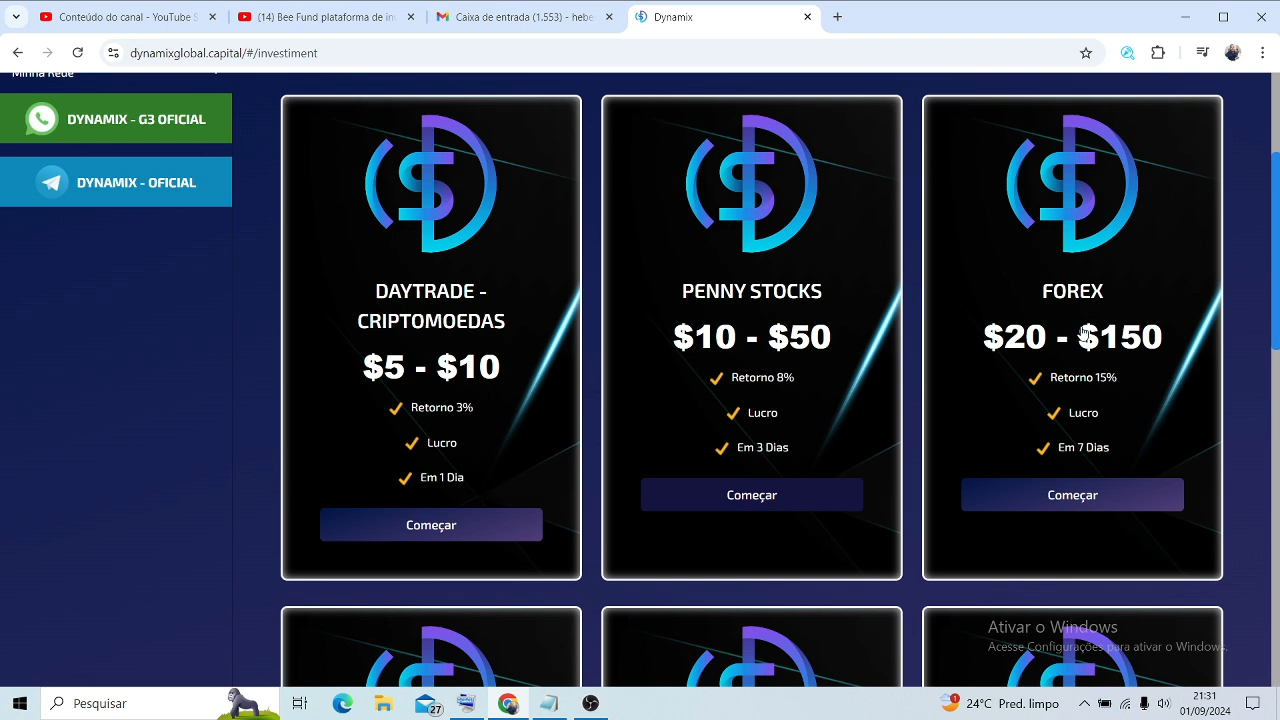 Conteúdo do canal - YouTube S
(14) Bee Fund plataforma de in
Caixa de entrada (1.553) - hebe
Dynamix
dynamixglobal.capital/#/investiment
Minha Rede
DYNAMIX - G3 OFICIAL
DYNAMIX - OFICIAL
DAYTRADE -
CRIPTOMOEDAS
$5 - $10
Retorno 3%
Lucro
Em 1 Dia
Começar
PENNY STOCKS
$10 - $50
Retorno 8%
Lucro
Em 3 Dias
Começar
FOREX
$20 - $150
Retorno 15%
Lucro
Em 7 Dias
Começar
Ativar o Windows
Acesse Configurações para ativar o Windows.
Pesquisar
27
1
24°C Pred. limpo
21:31
01/09/2024